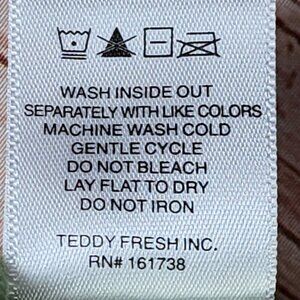 WASH INSIDE OUT
SEPARATELY WITH LIKE COLORS
MACHINE WASH COLD
GENTLE CYCLE
DO NOT BLEACH
LAY FLAT TO DRY
DO NOT IRON
TEDDY FRESH INC.
RN# 161738